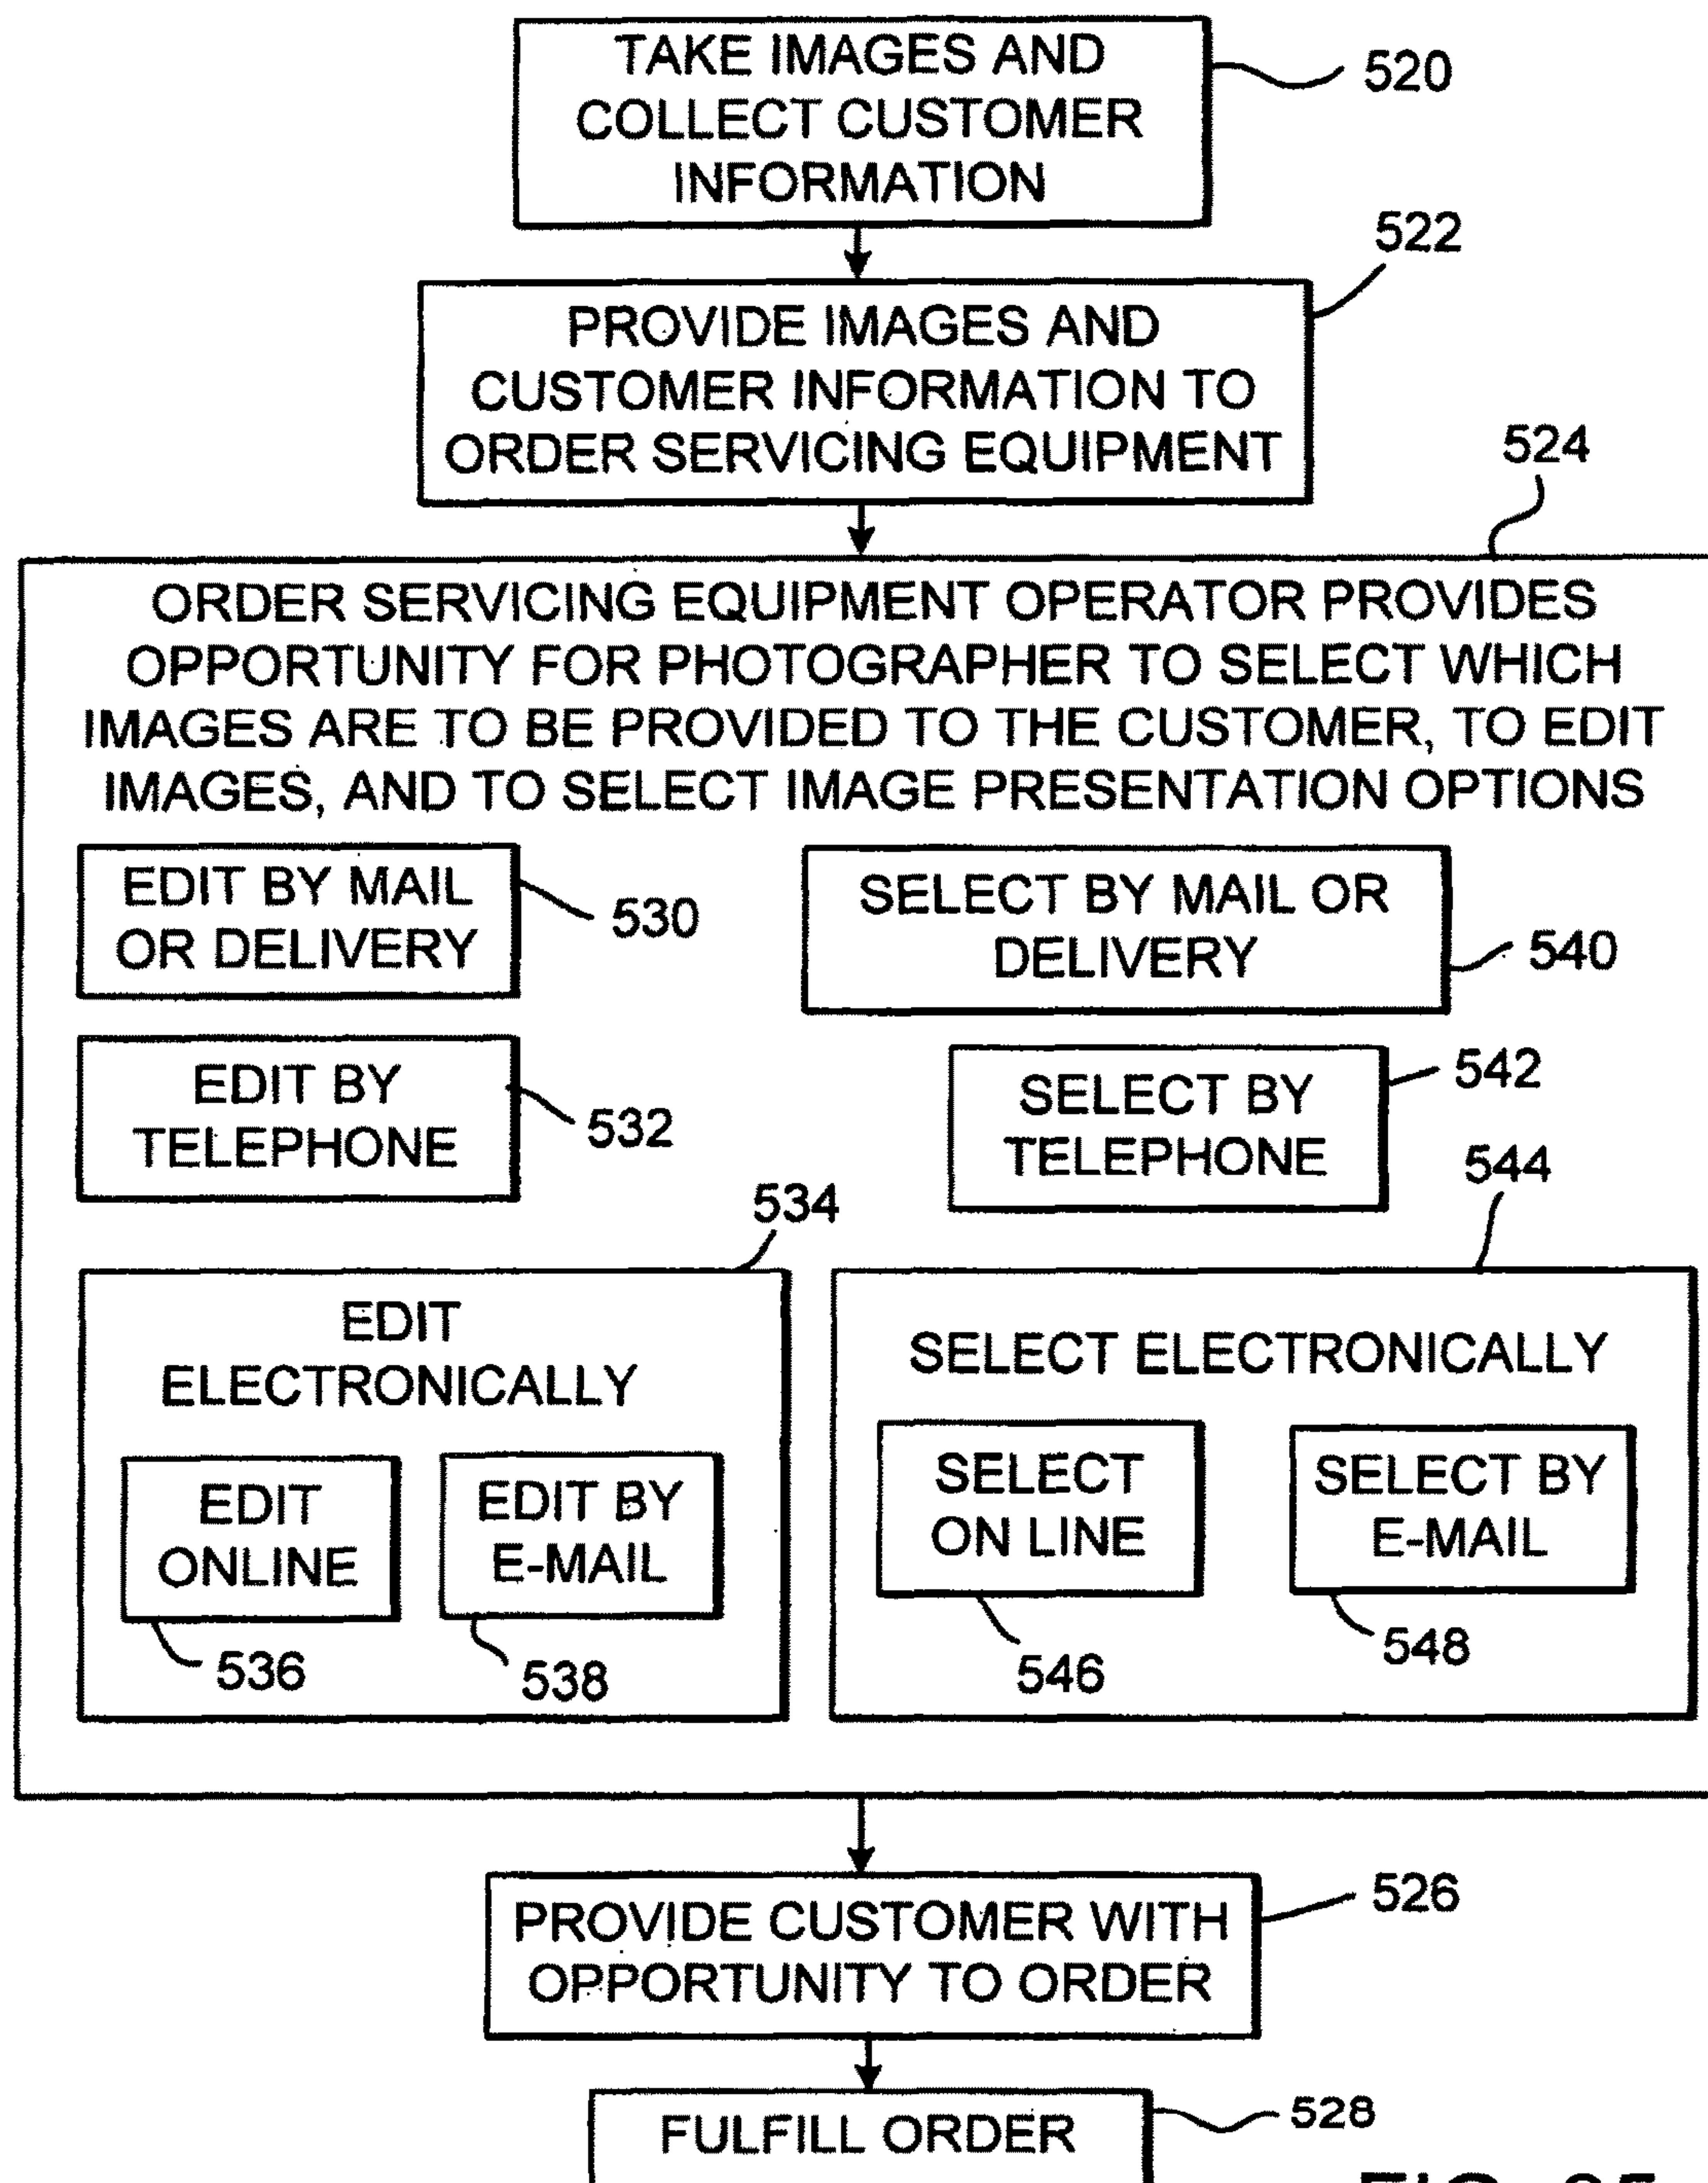 TAKE IMAGES AND
COLLECT CUSTOMER
INFORMATION
520
522
PROVIDE IMAGES AND
CUSTOMER INFORMATION TO
ORDER SERVICING EQUIPMENT
524
ORDER SERVICING EQUIPMENT OPERATOR PROVIDES
OPPORTUNITY FOR PHOTOGRAPHER TO SELECT WHICH
IMAGES ARE TO BE PROVIDED TO THE CUSTOMER, TO EDIT
IMAGES, AND TO SELECT IMAGE PRESENTATION OPTIONS
EDIT BY MAIL
OR DELIVERY
530
SELECT BY MAIL OR
DELIVERY
540
EDIT BY
TELEPHONE
532
SELECT BY
TELEPHONE
542
534
544
EDIT
ELECTRONICALLY
EDIT
ONLINE
536
EDIT BY
E-MAIL
538
SELECT ELECTRONICALLY
SELECT
ON LINE
546
SELECT BY
E-MAIL
548
PROVIDE CUSTOMER WITH
OPPORTUNITY TO ORDER
526
FULFILL ORDER
528